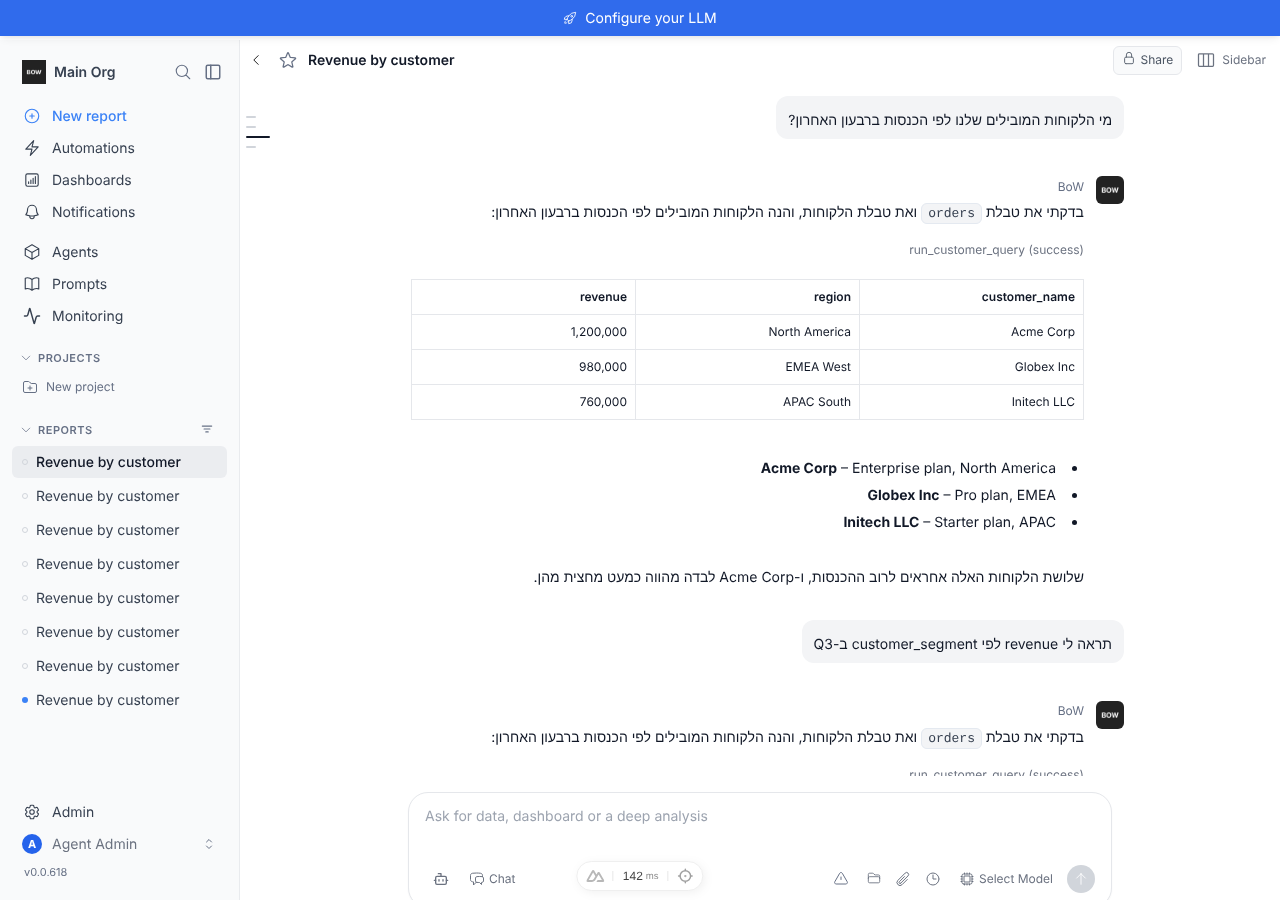 Configure your LLM
BOW Main Org
New report
Automations
Dashboards
Notifications
Agents
Prompts
Monitoring
PROJECTS
New project
REPORTS
Revenue by customer
Revenue by customer
Revenue by customer
Revenue by customer
Revenue by customer
Revenue by customer
Revenue by customer
Revenue by customer
Admin
A Agent Admin
v0.0.618
Revenue by customer
Share
Sidebar
מי הלקוחות המובילים שלנו לפי הכנסות ברבעון האחרון?
BOW
BoW
בדקתי את טבלת orders ואת טבלת הלקוחות, והנה הלקוחות המובילים לפי הכנסות ברבעון האחרון:
run_customer_query (success)
customer_name region revenue
Acme Corp North America 1,200,000
Globex Inc EMEA West 980,000
Initech LLC APAC South 760,000
Acme Corp – Enterprise plan, North America
Globex Inc – Pro plan, EMEA
Initech LLC – Starter plan, APAC
שלושת הלקוחות האלה אחראים לרוב ההכנסות, ו-Acme Corp לבדה מהווה כמעט מחצית מהן.
תראה לי revenue לפי customer_segment ב-Q3
BOW
BoW
בדקתי את טבלת orders ואת טבלת הלקוחות, והנה הלקוחות המובילים לפי הכנסות ברבעון האחרון:
run_customer_query (success)
Ask for data, dashboard or a deep analysis
Chat
142 ms
Select Model